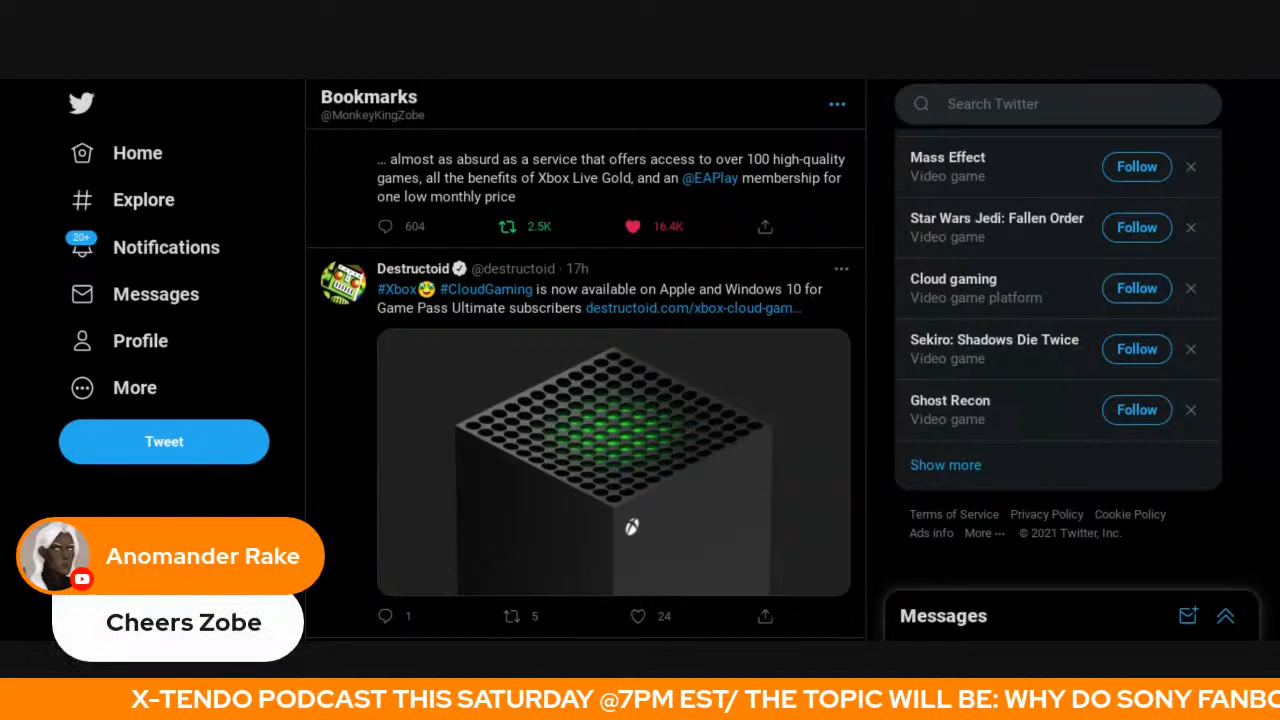 Home
Explore
20+
Notifications
Messages
Profile
More
Tweet
Bookmarks
@MonkeyKingZobe
... almost as absurd as a service that offers access to over 100 high-quality
games, all the benefits of Xbox Live Gold, and an @EAPlay membership for
one low monthly price
604
2.5K
16.4K
Destructoid @destructoid · 17h
#Xbox #CloudGaming is now available on Apple and Windows 10 for
Game Pass Ultimate subscribers destructoid.com/xbox-cloud-gam...
1
5
24
Search Twitter
Mass Effect
Video game
Follow
Star Wars Jedi: Fallen Order
Video game
Follow
Cloud gaming
Video game platform
Follow
Sekiro: Shadows Die Twice
Video game
Follow
Ghost Recon
Video game
Follow
Show more
Terms of Service Privacy Policy Cookie Policy
Ads info More ··· © 2021 Twitter, Inc.
Messages
Anomander Rake
Cheers Zobe
X-TENDO PODCAST THIS SATURDAY @7PM EST/ THE TOPIC WILL BE: WHY DO SONY FANBO